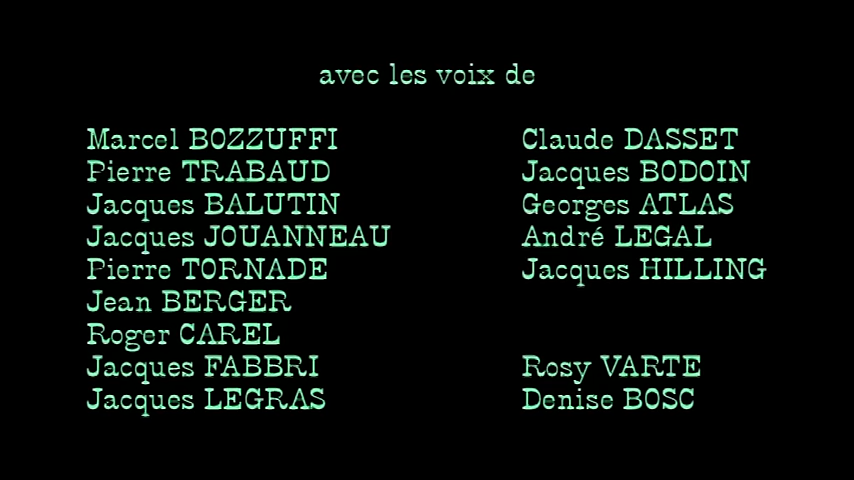 avec les voix de
Marcel BOZZUFFI
Pierre TRABAUD
Jacques BALUTIN
Jacques JOUANNEAU
Pierre TORNADE
Jean BERGER
Roger CAREL
Jacques FABBRI
Jacques LEGRAS
Claude DASSET
Jacques BODOIN
Georges ATLAS
André LEGAL
Jacques HILLING
Rosy VARTE
Denise BOSC